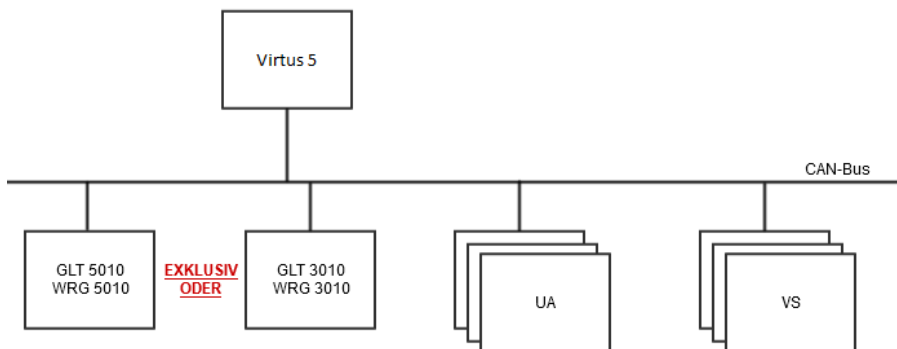 Virtus 5
CAN-Bus
GLT 5010
WRG 5010
EXKLUSIV
ODER
GLT 3010
WRG 3010
UA
VS